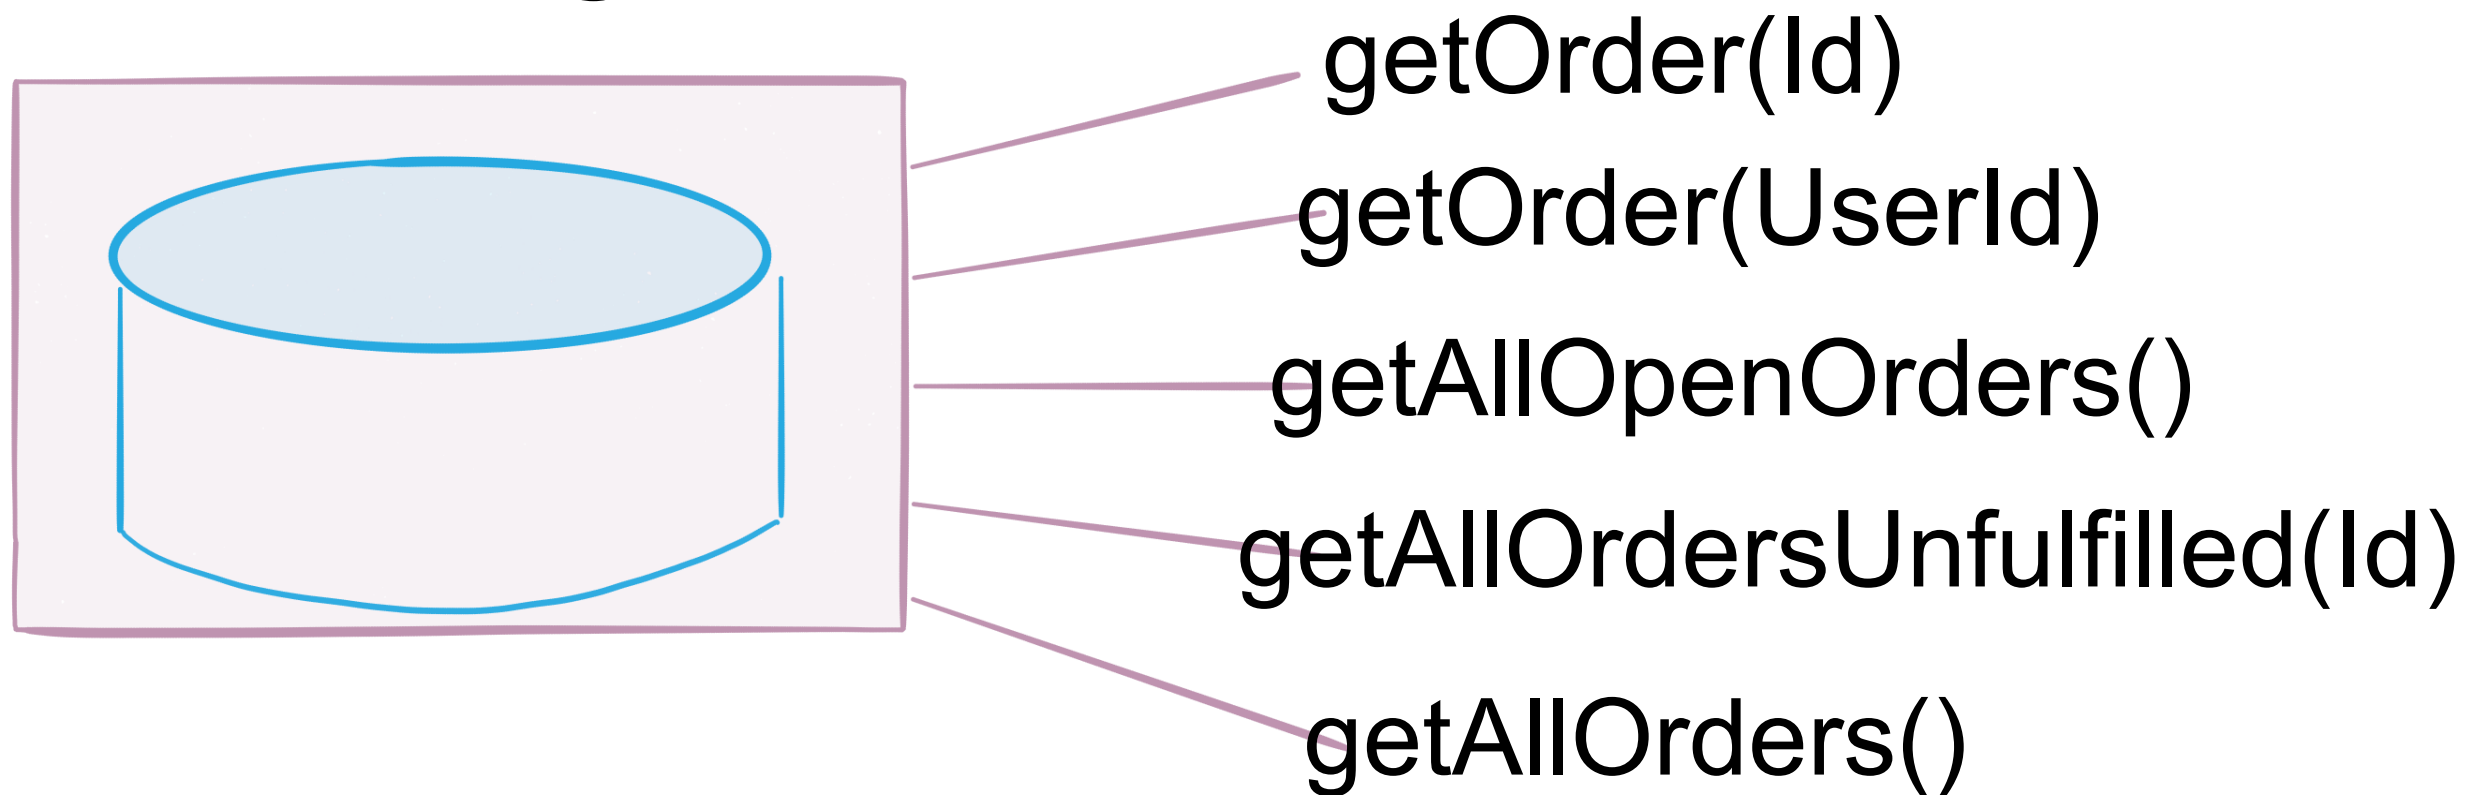 getOrder(Id)
getOrder(UserId)
getAllOpenOrders()
getAllOrdersUnfulfilled(Id)
getAllOrders()